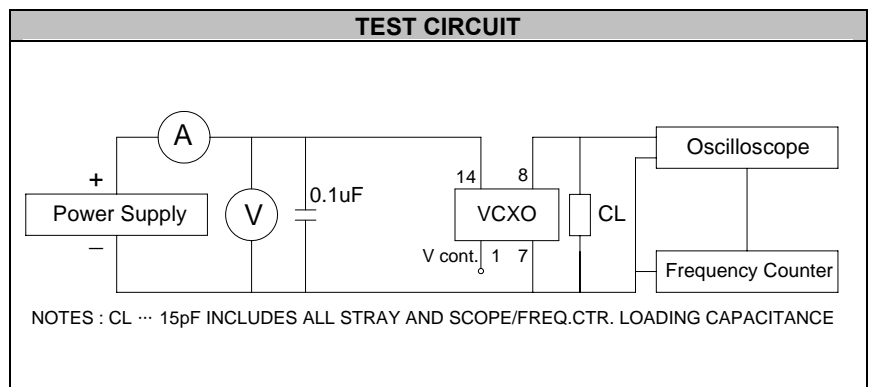 TEST CIRCUIT
A
+
Power Supply
−
V
0.1uF
14
8
VCXO
V cont.
1
7
CL
Oscilloscope
Frequency Counter
NOTES : CL ··· 15pF INCLUDES ALL STRAY AND SCOPE/FREQ.CTR. LOADING CAPACITANCE